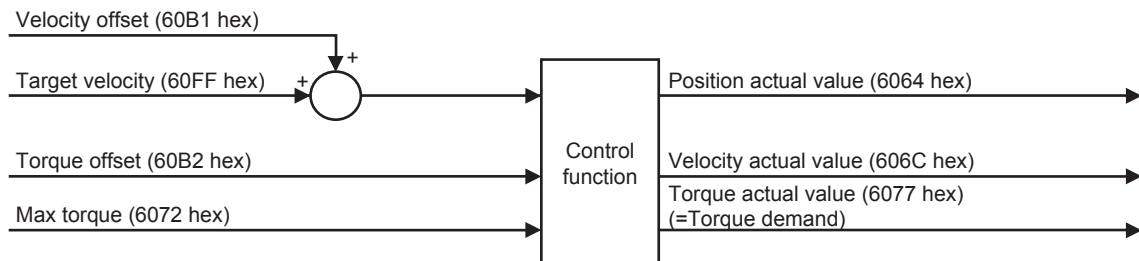 Velocity offset (60B1 hex)
+
Target velocity (60FF hex)
+
Position actual value (6064 hex)
Torque offset (60B2 hex)
Control
function
Velocity actual value (606C hex)
Max torque (6072 hex)
Torque actual value (6077 hex)
(=Torque demand)